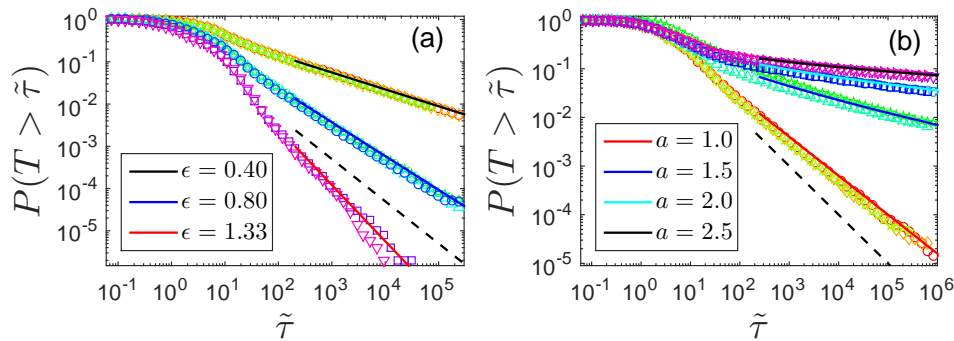 (a)
P(T > τ̃)
10^0
10^-1
10^-2
10^-3
10^-4
10^-5
ϵ = 0.40
ϵ = 0.80
ϵ = 1.33
10^-1 10^0 10^1 10^2 10^3 10^4 10^5
τ̃
(b)
P(T > τ̃)
10^0
10^-1
10^-2
10^-3
10^-4
10^-5
a = 1.0
a = 1.5
a = 2.0
a = 2.5
10^-1 10^0 10^1 10^2 10^3 10^4 10^5 10^6
τ̃